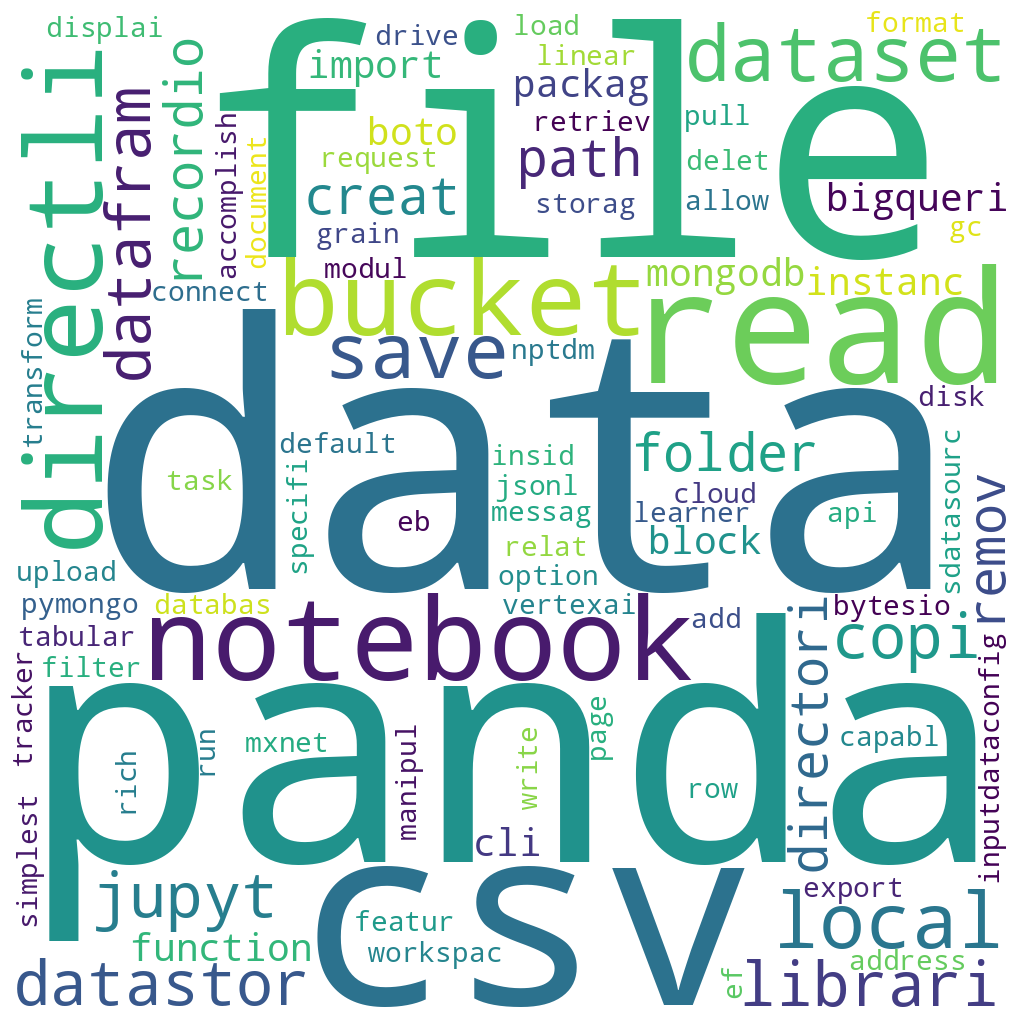 file
data
panda
csv
notebook
read
bucket
directli
dataset
datafram
recordio
displai
drive
import
load
linear
format
packag
boto
retriev
pull
path
request
delet
creat
storag
allow
bigqueri
accomplish
document
grain
gc
modul
mongodb
instanc
connect
transform
save
nptdm
disk
default
insid
folder
task
specifi
jsonl
cloud
sdatasourc
remov
eb
messag
learner
api
relat
block
upload
option
pymongo
databas
vertexai
add
bytesio
tabular
copi
filter
tracker
directori
inputdataconfig
run
mxnet
manipul
write
page
capabl
rich
row
simplest
cli
jupyt
featur
export
local
function
workspac
address
datastor
ef
librari